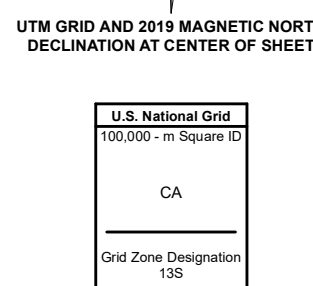 UTM GRID AND 2019 MAGNETIC NORT
DECLINATION AT CENTER OF SHEET
U.S. National Grid
100,000 - m Square ID
CA
Grid Zone Designation
13S